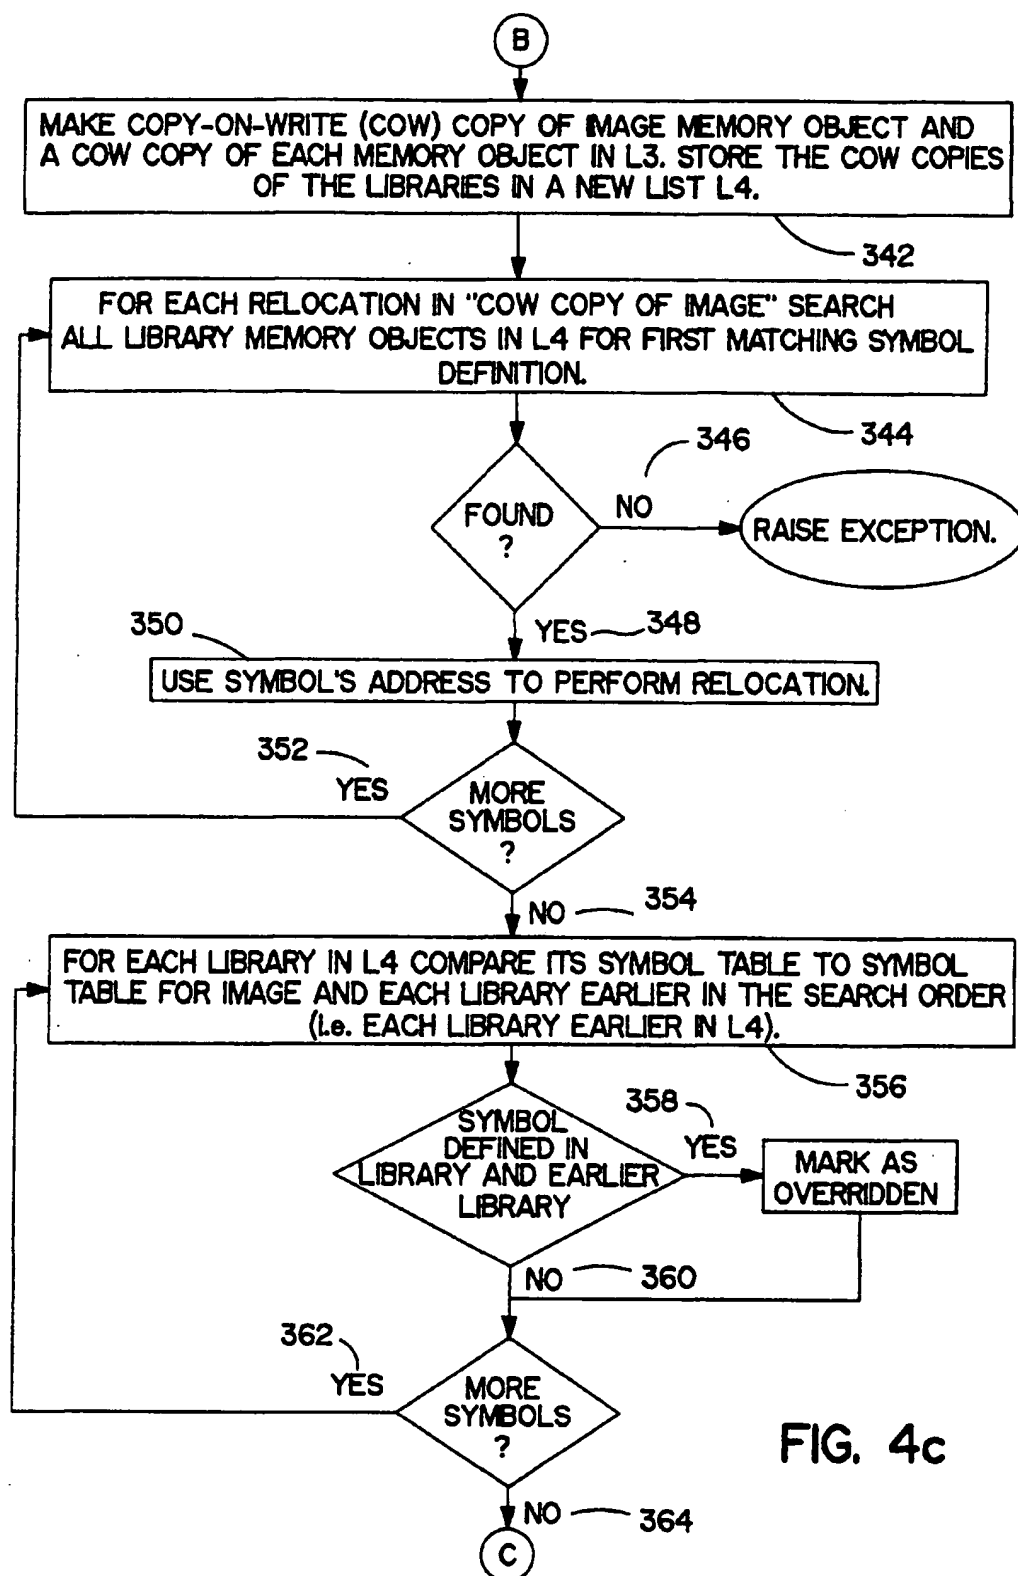 B
MAKE COPY-ON-WRITE (COW) COPY OF IMAGE MEMORY OBJECT AND
A COW COPY OF EACH MEMORY OBJECT IN L3. STORE THE COW COPIES
OF THE LIBRARIES IN A NEW LIST L4.
342
FOR EACH RELOCATION IN "COW COPY OF IMAGE" SEARCH
ALL LIBRARY MEMORY OBJECTS IN L4 FOR FIRST MATCHING SYMBOL
DEFINITION.
344
346
FOUND
?
NO
RAISE EXCEPTION.
YES
348
350
USE SYMBOL'S ADDRESS TO PERFORM RELOCATION.
352
YES
MORE
SYMBOLS
?
NO
354
FOR EACH LIBRARY IN L4 COMPARE ITS SYMBOL TABLE TO SYMBOL
TABLE FOR IMAGE AND EACH LIBRARY EARLIER IN THE SEARCH ORDER
(i.e. EACH LIBRARY EARLIER IN L4).
356
358
SYMBOL
DEFINED IN
LIBRARY AND EARLIER
LIBRARY
YES
MARK AS
OVERRIDDEN
NO
360
362
YES
MORE
SYMBOLS
?
FIG. 4c
NO
364
C